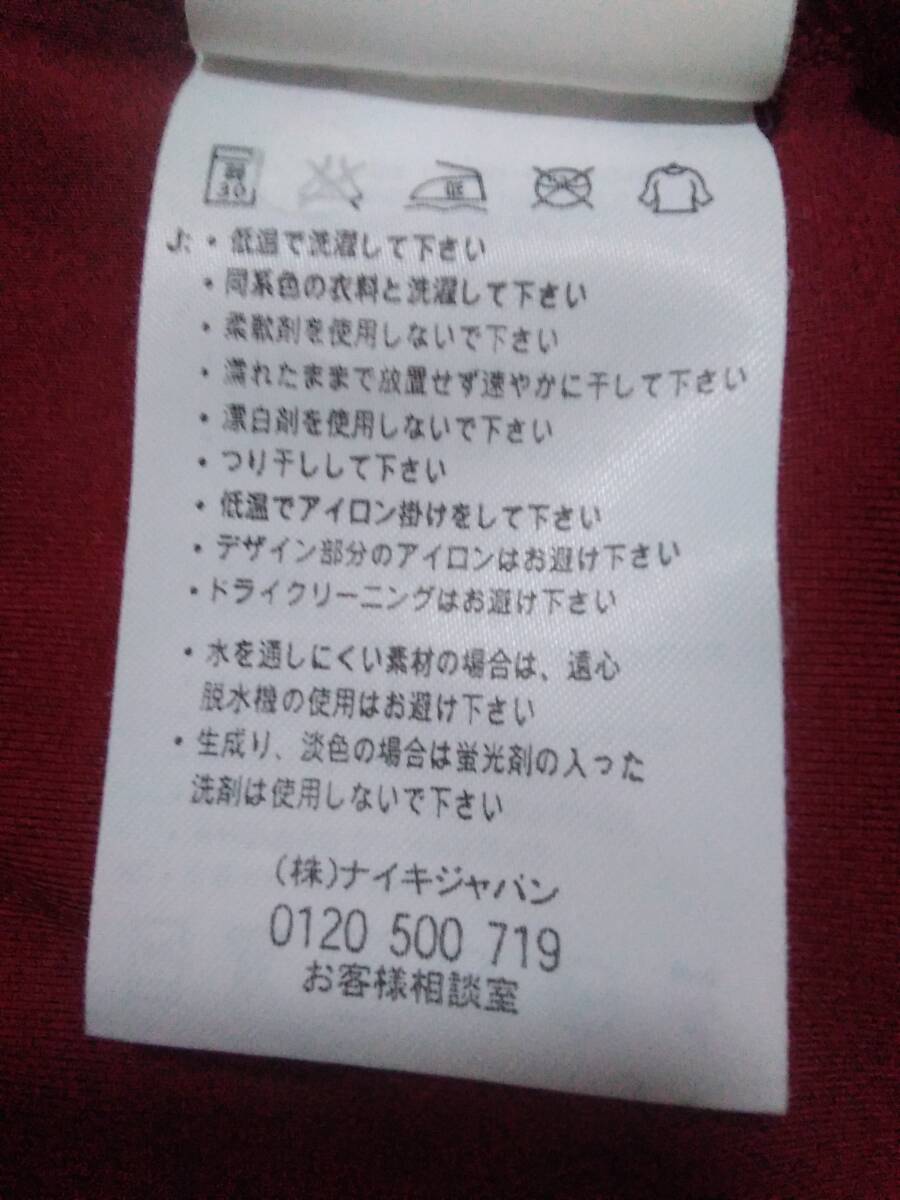 弱
30
低
J: ・低温で洗濯して下さい
・同系色の衣料と洗濯して下さい
・柔軟剤を使用しないで下さい
・濡れたままで放置せず速やかに干して下さい
・漂白剤を使用しないで下さい
・つり干しして下さい
・低温でアイロン掛けをして下さい
・デザイン部分のアイロンはお避け下さい
・ドライクリーニングはお避け下さい
・水を通しにくい素材の場合は、遠心
脱水機の使用はお避け下さい
・生成り、淡色の場合は蛍光剤の入った
洗剤は使用しないで下さい
(株)ナイキジャパン
0120 500 719
お客様相談室